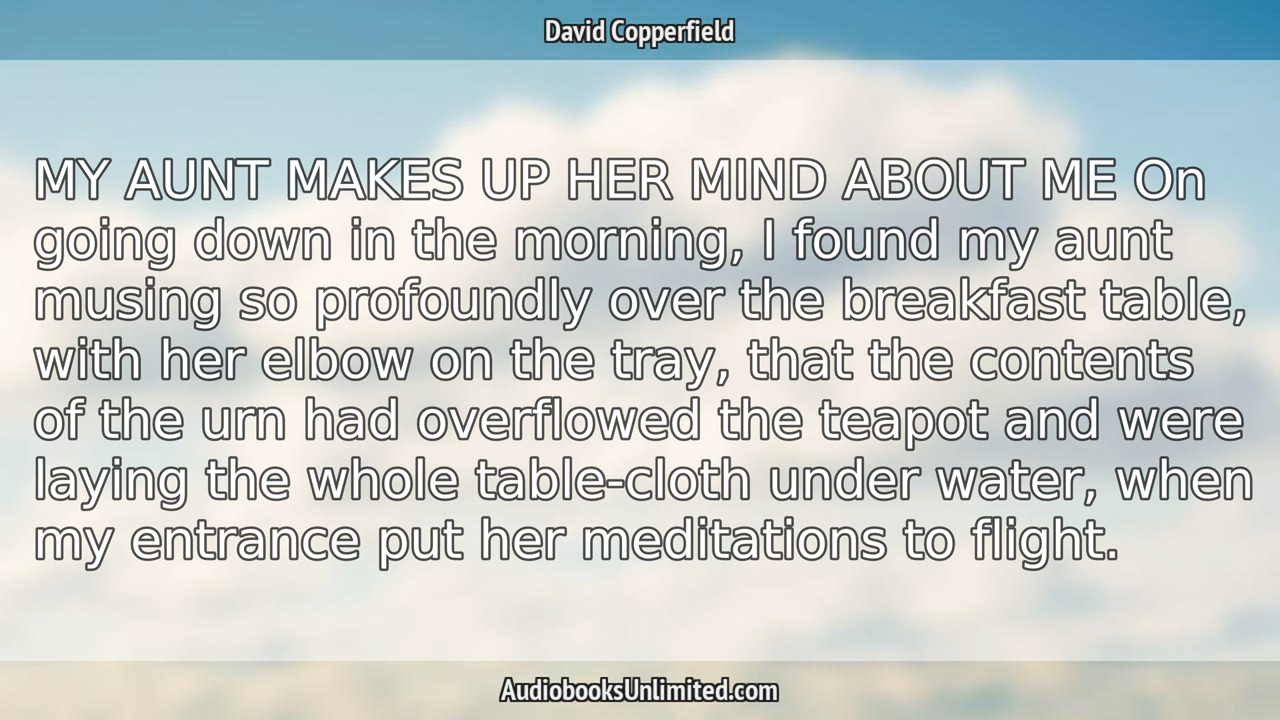 David Copperfield
MY AUNT MAKES UP HER MIND ABOUT ME On
going down in the morning, I found my aunt
musing so profoundly over the breakfast table,
with her elbow on the tray, that the contents
of the urn had overflowed the teapot and were
laying the whole table-cloth under water, when
my entrance put her meditations to flight.
AudiobooksUnlimited.com